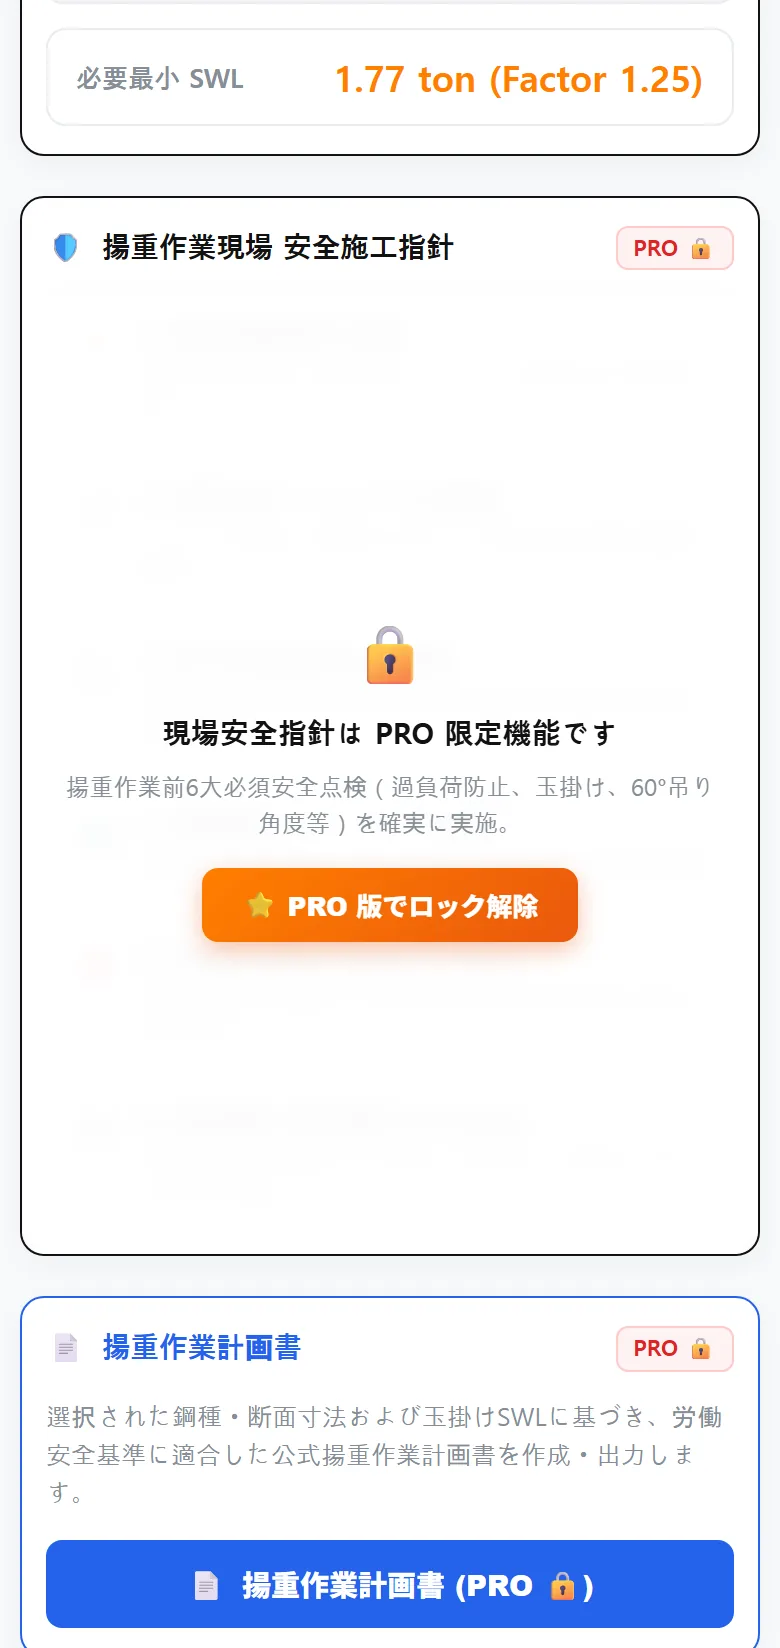 必要最小 SWL 1.77 ton (Factor 1.25)
揚重作業現場 安全施工指針 PRO
現場安全指針は PRO 限定機能です
揚重作業前6大必須安全点検 ( 過負荷防止、玉掛け、60°吊り
角度等 ) を確実に実施。
PRO 版でロック解除
揚重作業計画書 PRO
選択された鋼種・断面寸法および玉掛けSWLに基づき、労働
安全基準に適合した公式揚重作業計画書を作成・出力しま
す。
揚重作業計画書 (PRO 🔒)